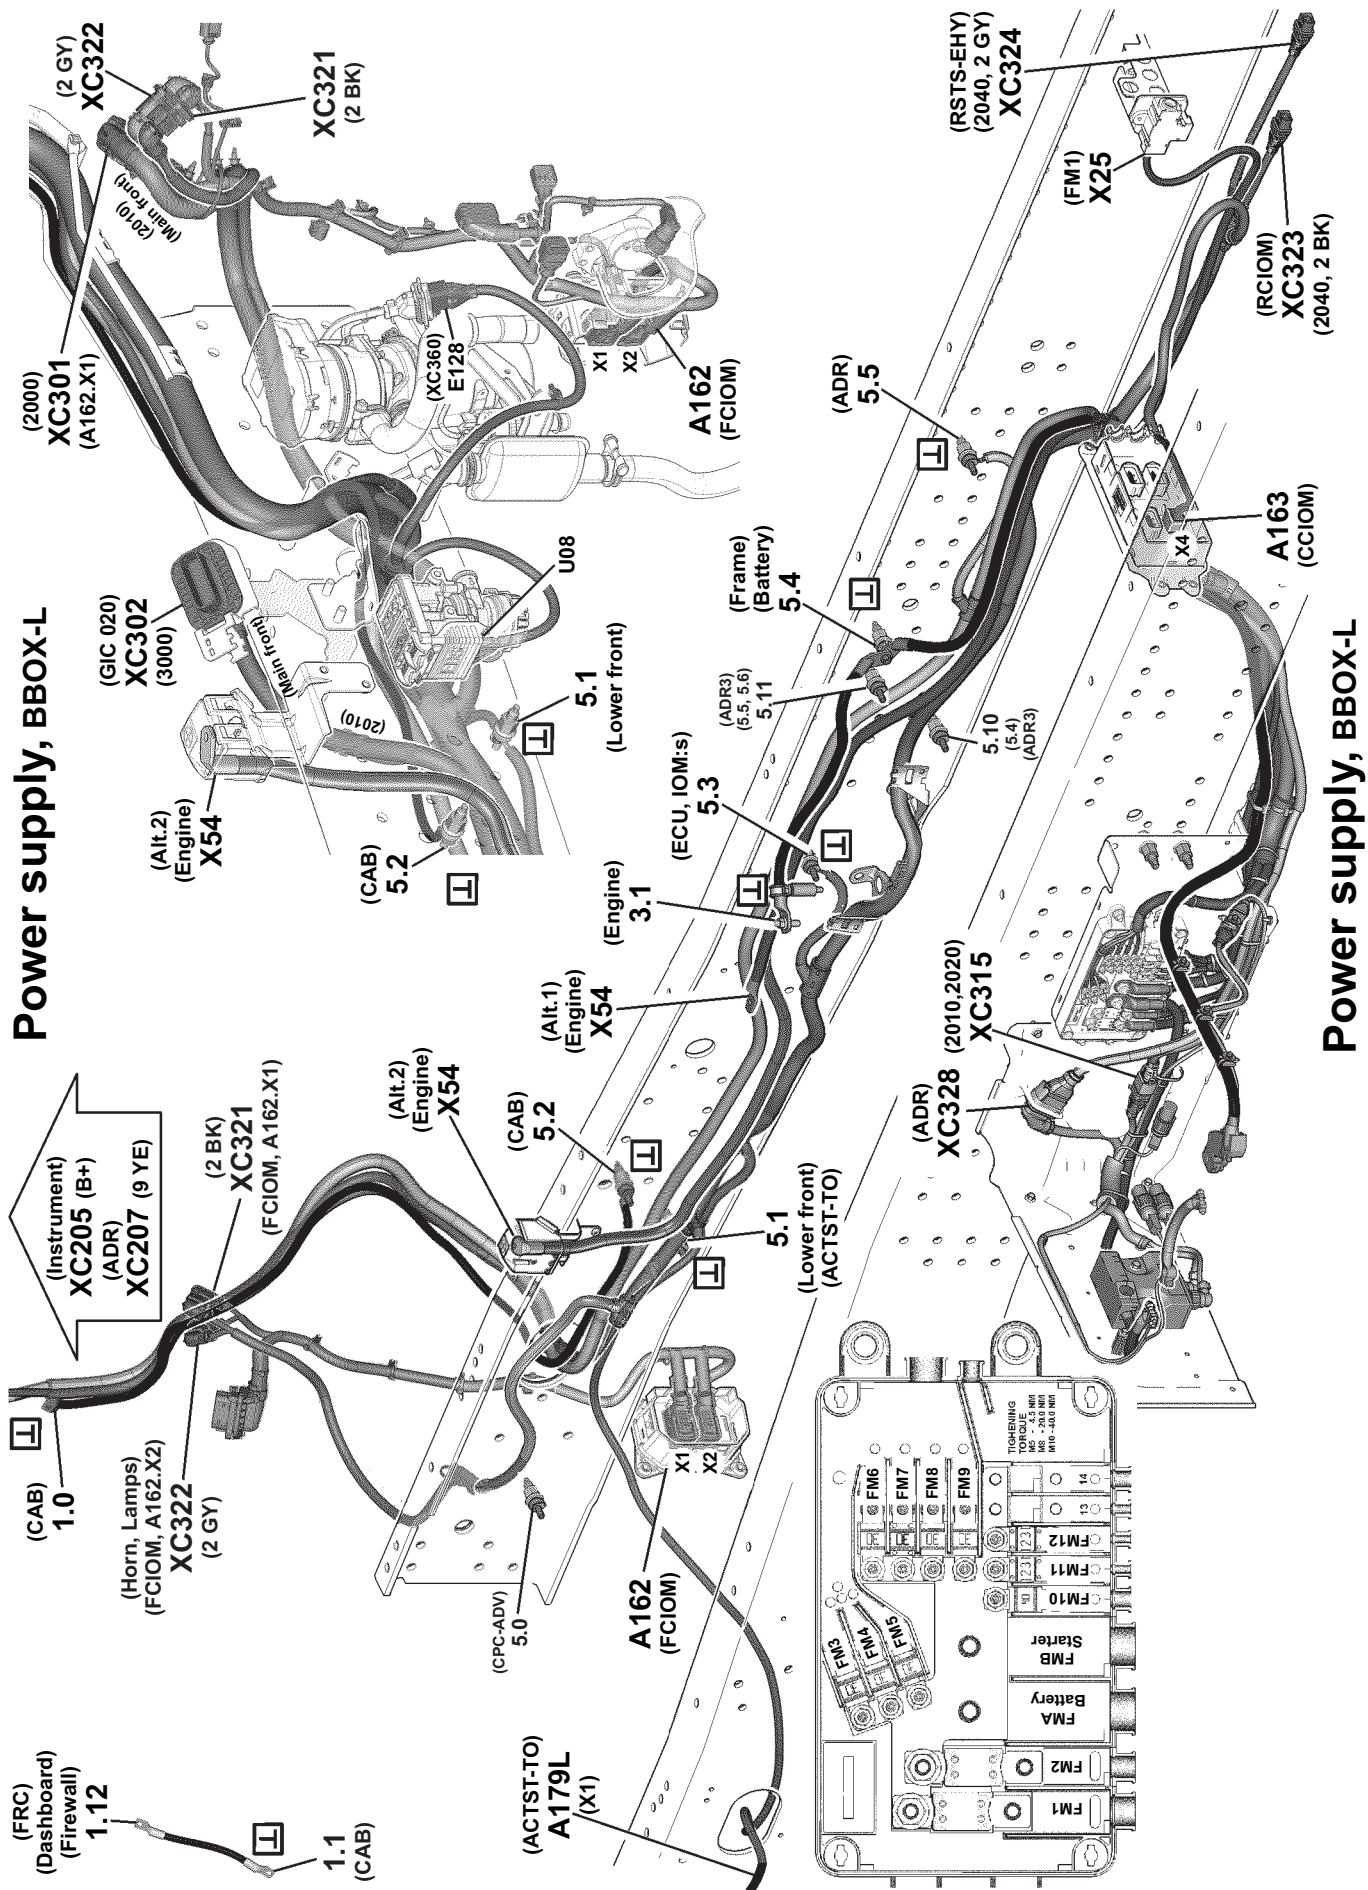 Power supply, BBOX-L
(FRC)
(Dashboard)
(Firewall)
1.12
1.1
(CAB)
(CAB)
1.0
(Instrument)
XC205 (B+)
(ADR)
XC207 (9 YE)
(Horn, Lamps)
(FCIOM, A162.X2)
XC322
(2 GY)
(2 BK)
XC321
(FCIOM, A162.X1)
(Alt.2)
(Engine)
X54
(GIC 020)
XC302
(3000)
(Main front)
(2010)
(CAB)
5.2
5.1
(Lower front)
U08
(2000)
XC301
(A162.X1)
(2010)
(Main front)
(2 GY)
XC322
XC321
(2 BK)
(XC360)
E128
X1
X2
A162
(FCIOM)
(CPC-ADV)
5.0
A162
(FCIOM)
X1
X2
(Alt.2)
(Engine)
X54
(CAB)
5.2
5.1
(Lower front)
(ACTST-TO)
(Alt.1)
(Engine)
X54
(Engine)
3.1
(ECU, IOM:s)
5.3
(ADR3)
(5.5, 5.6)
5.11
(Frame)
(Battery)
5.4
5.10
(5.4)
(ADR3)
(ADR)
5.5
(FM1)
X25
(RSTS-EHY)
(2040, 2 GY)
XC324
(RCIOM)
XC323
(2040, 2 BK)
X4
A163
(CCIOM)
(ACTST-TO)
A179L
(X1)
(ADR)
XC328
(2010,2020)
XC315
FM3
FM4
FM5
FM6
FM7
FM8
FM9
TIGHENING
TORQUE
M5 - 4.5 NM
M8 - 20.0 NM
M10 - 40.0 NM
FM1
FM2
FMA
Battery
FMB
Starter
FM10
FM11
FM12
13
14
Power supply, BBOX-L